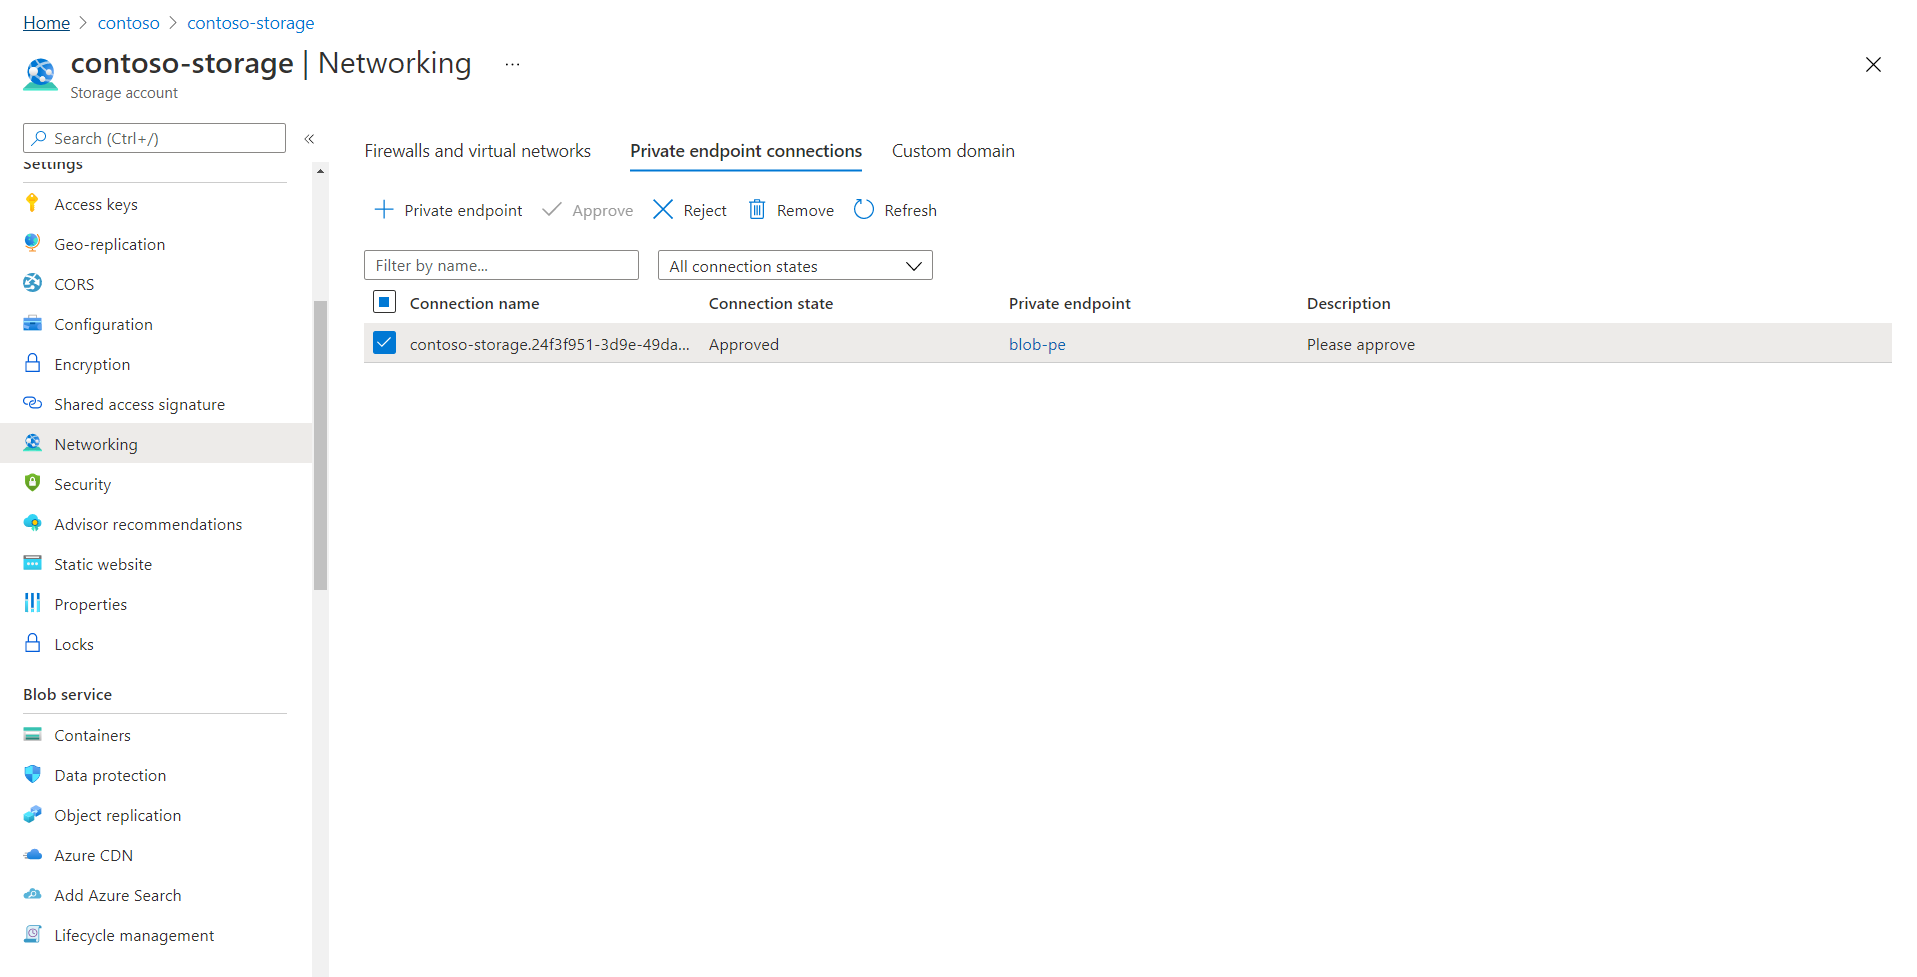 Home > contoso > contoso-storage
contoso-storage | Networking ...
Storage account
Search (Ctrl+/) «
Settings
Access keys
Geo-replication
CORS
Configuration
Encryption
Shared access signature
Networking
Security
Advisor recommendations
Static website
Properties
Locks
Blob service
Containers
Data protection
Object replication
Azure CDN
Add Azure Search
Lifecycle management
Firewalls and virtual networks Private endpoint connections Custom domain
Private endpoint Approve Reject Remove Refresh
Filter by name... All connection states
Connection name Connection state Private endpoint Description
contoso-storage.24f3f951-3d9e-49da... Approved blob-pe Please approve